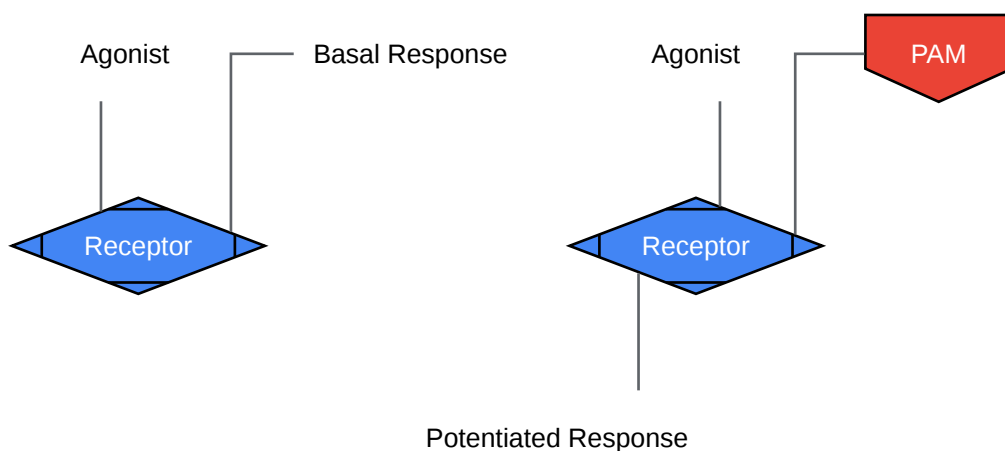 Agonist
Basal Response
Receptor
Agonist
PAM
Receptor
Potentiated Response